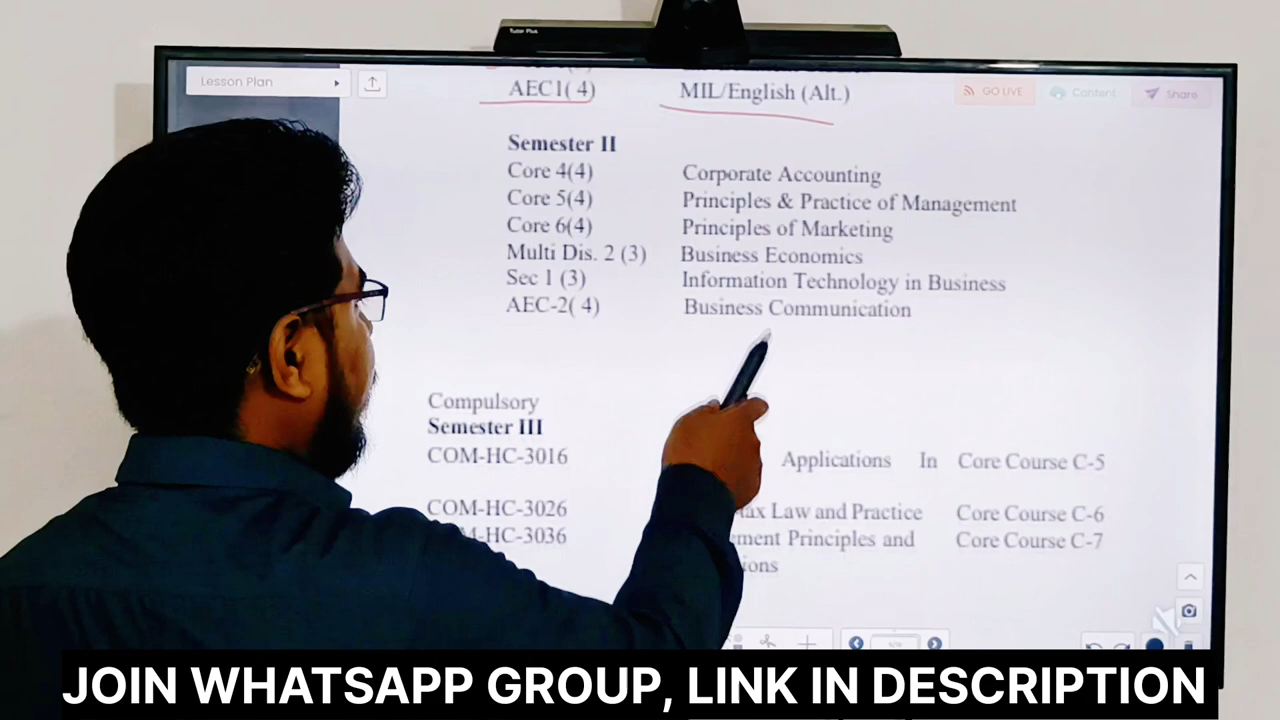 Tutor Plus
Lesson Plan
AEC1( 4) MIL/English (Alt.)
GO LIVE Content Share
Semester II
Core 4(4) Corporate Accounting
Core 5(4) Principles & Practice of Management
Core 6(4) Principles of Marketing
Multi Dis. 2 (3) Business Economics
Sec 1 (3) Information Technology in Business
AEC-2( 4) Business Communication
Compulsory
Semester III
COM-HC-3016 Applications In Core Course C-5
COM-HC-3026 Law and Practice Core Course C-6
-HC-3036 Principles and Core Course C-7
JOIN WHATSAPP GROUP, LINK IN DESCRIPTION